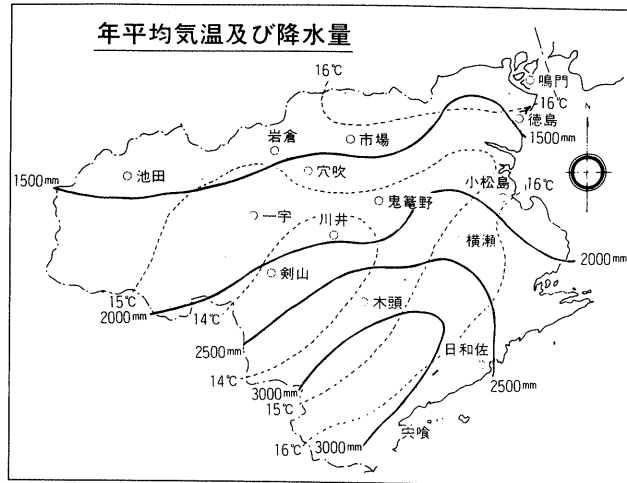 年平均気温及び降水量
16℃
鳴門
16℃
徳島
N
1500mm
岩倉
市場
池田
穴吹
1500mm
小松島
16℃
鬼籠野
一宇
川井
横瀬
2000mm
剣山
木頭
15℃
2000mm
14℃
2500mm
日和佐
14℃
2500mm
3000mm
15℃
宍喰
16℃
3000mm